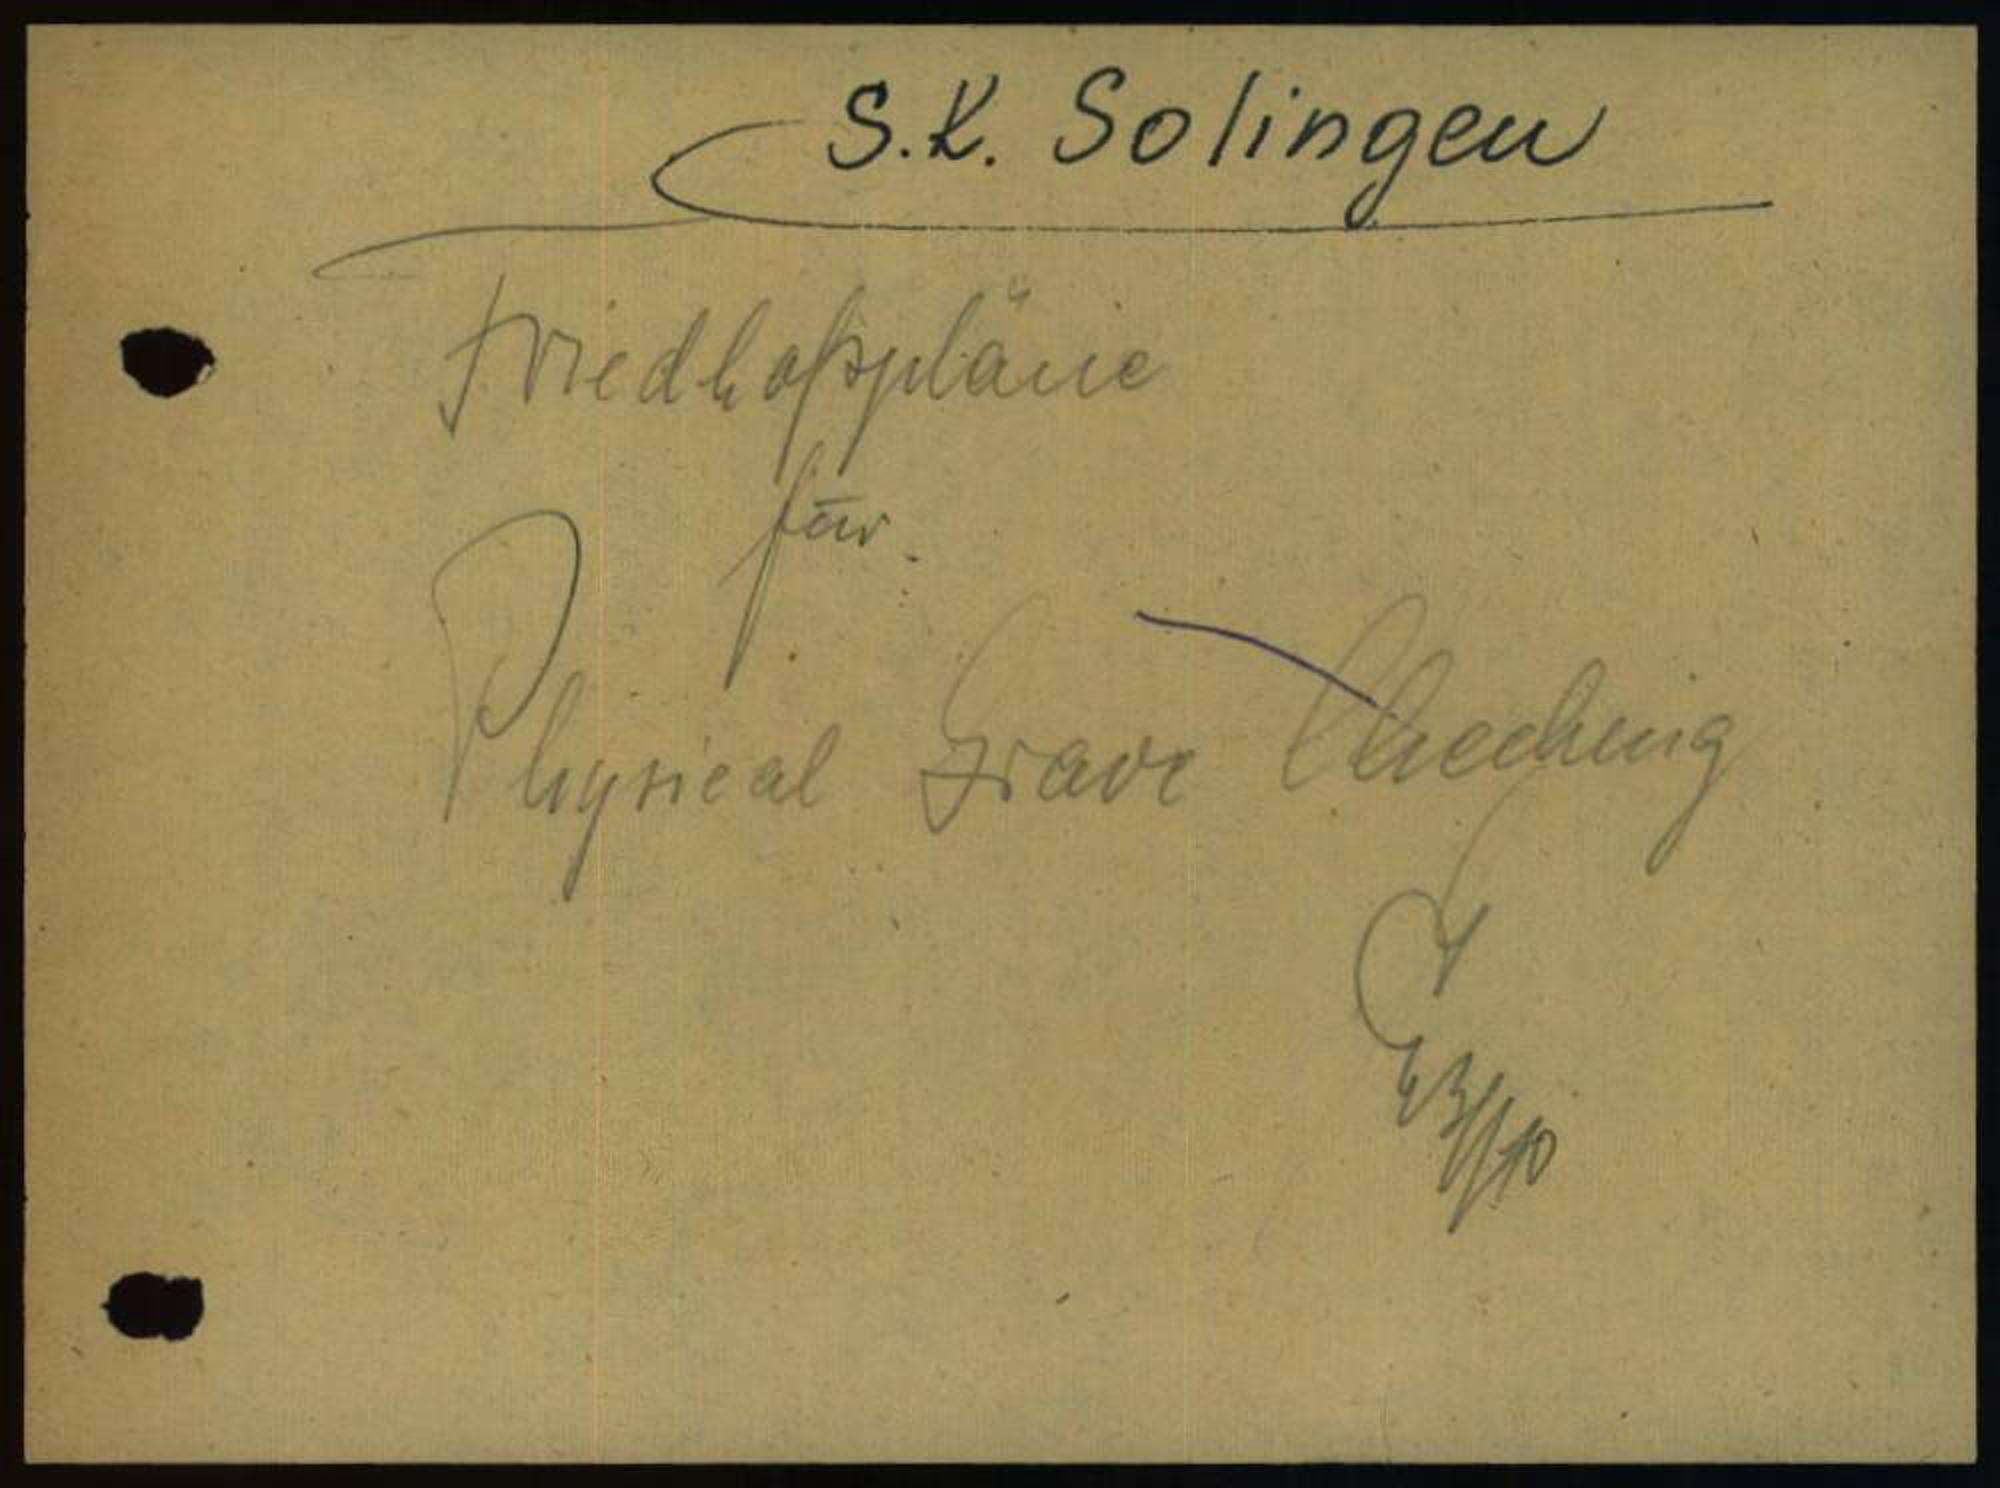 S.K. Solingen
Friedhofspläne
für
Physical Grave Checking